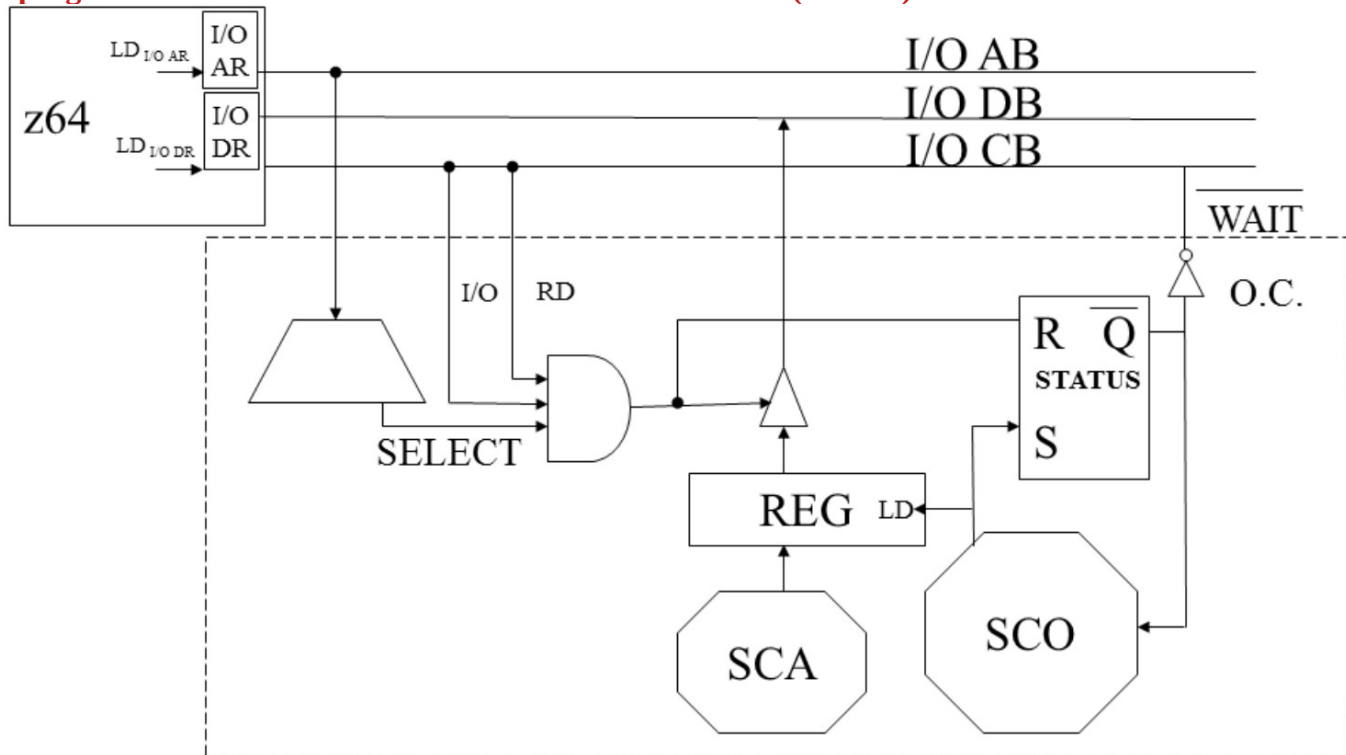 z64
LD I/O AR
I/O
AR
LD I/O DR
I/O
DR
I/O AB
I/O DB
I/O CB
WAIT
I/O
RD
O.C.
R Q
STATUS
S
SELECT
REG LD
SCA
SCO